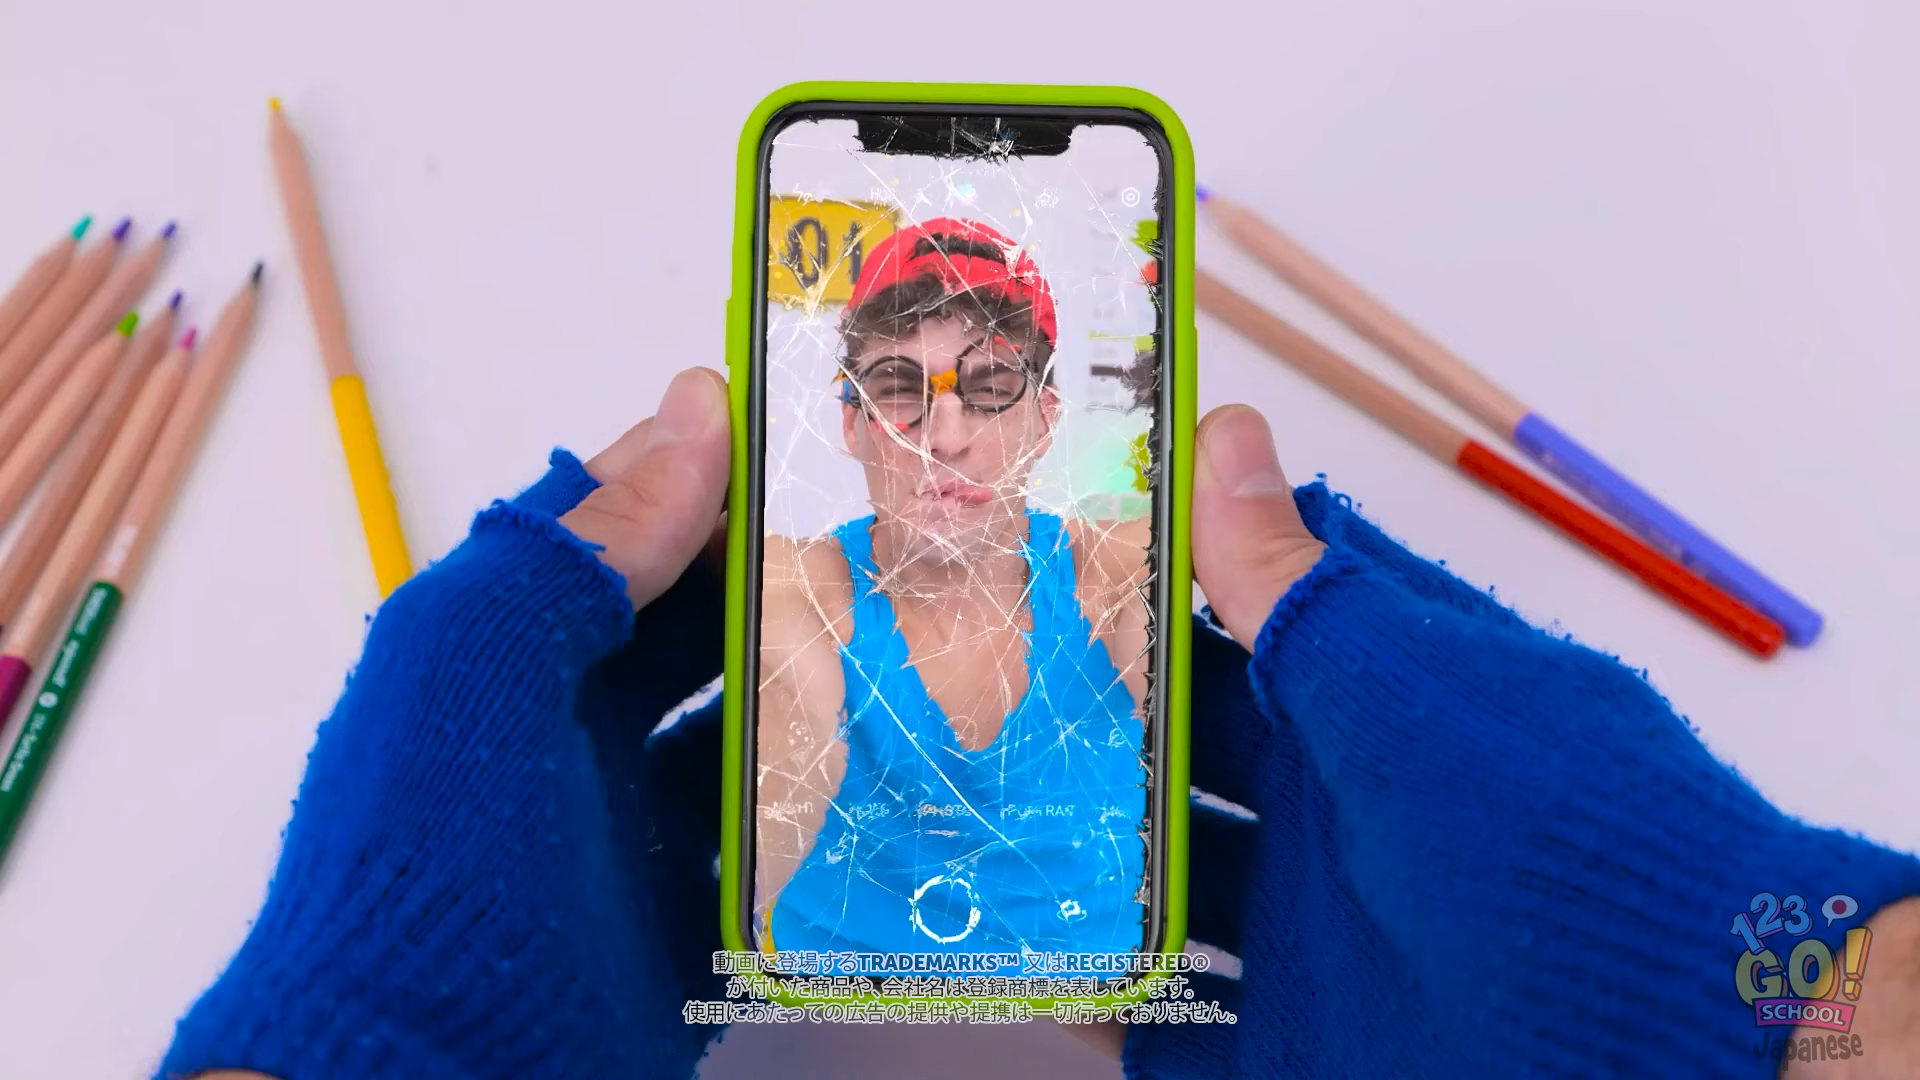 01
動画に登場するTRADEMARKS™ 又はREGISTERED®
が付いた商品や、会社名は登録商標を表しています。
使用にあたっての広告の提供や提携は一切行っておりません。
123
GO!
SCHOOL
Japanese